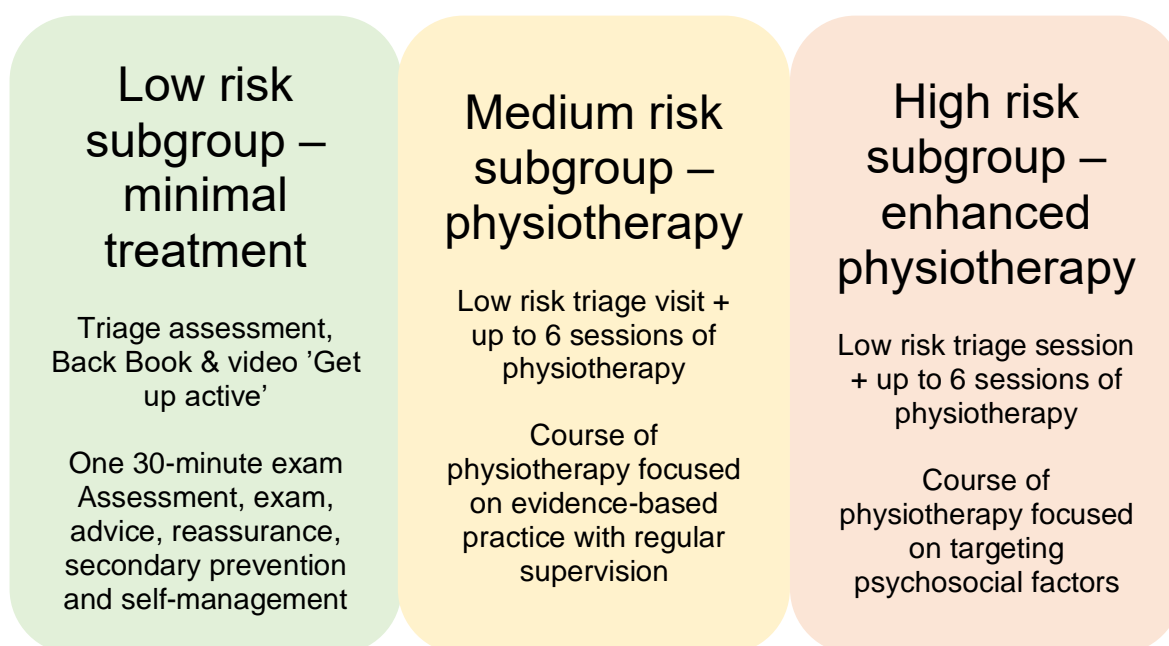 Low risk
subgroup –
minimal
treatment
Triage assessment,
Back Book & video ’Get
up active’
One 30-minute exam
Assessment, exam,
advice, reassurance,
secondary prevention
and self-management
Medium risk
subgroup –
physiotherapy
Low risk triage visit +
up to 6 sessions of
physiotherapy
Course of
physiotherapy focused
on evidence-based
practice with regular
supervision
High risk
subgroup –
enhanced
physiotherapy
Low risk triage session
+ up to 6 sessions of
physiotherapy
Course of
physiotherapy focused
on targeting
psychosocial factors